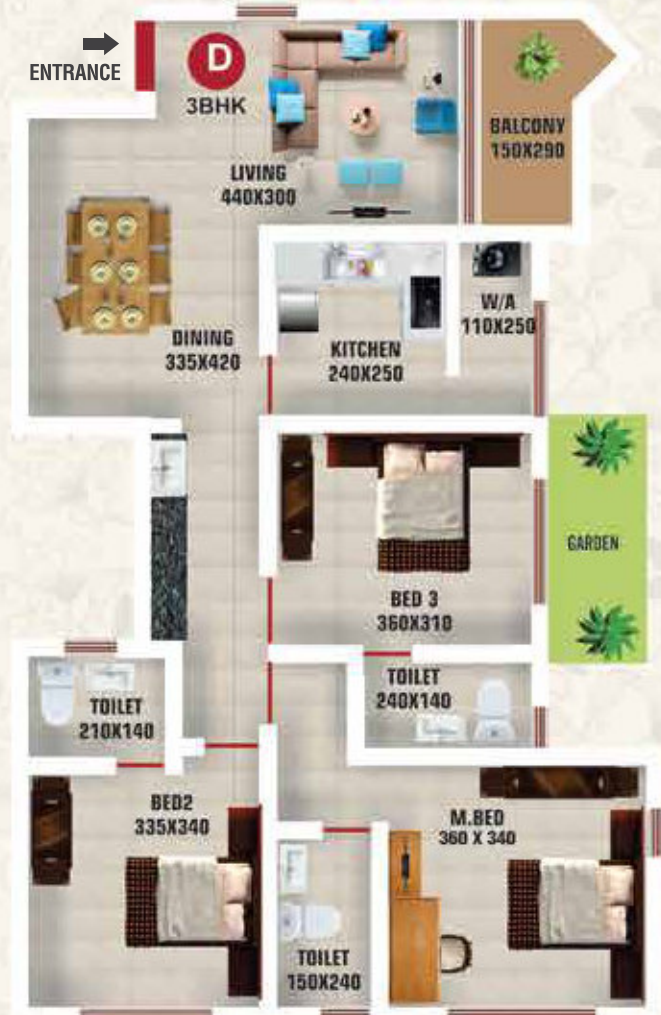 ENTRANCE
D
3BHK
LIVING
440X300
BALCONY
150X290
DINING
335X420
KITCHEN
240X250
W/A
110X250
BED 3
360X310
GARDEN
TOILET
240X140
TOILET
210X140
BED2
335X340
M.BED
360 X 340
TOILET
150X240